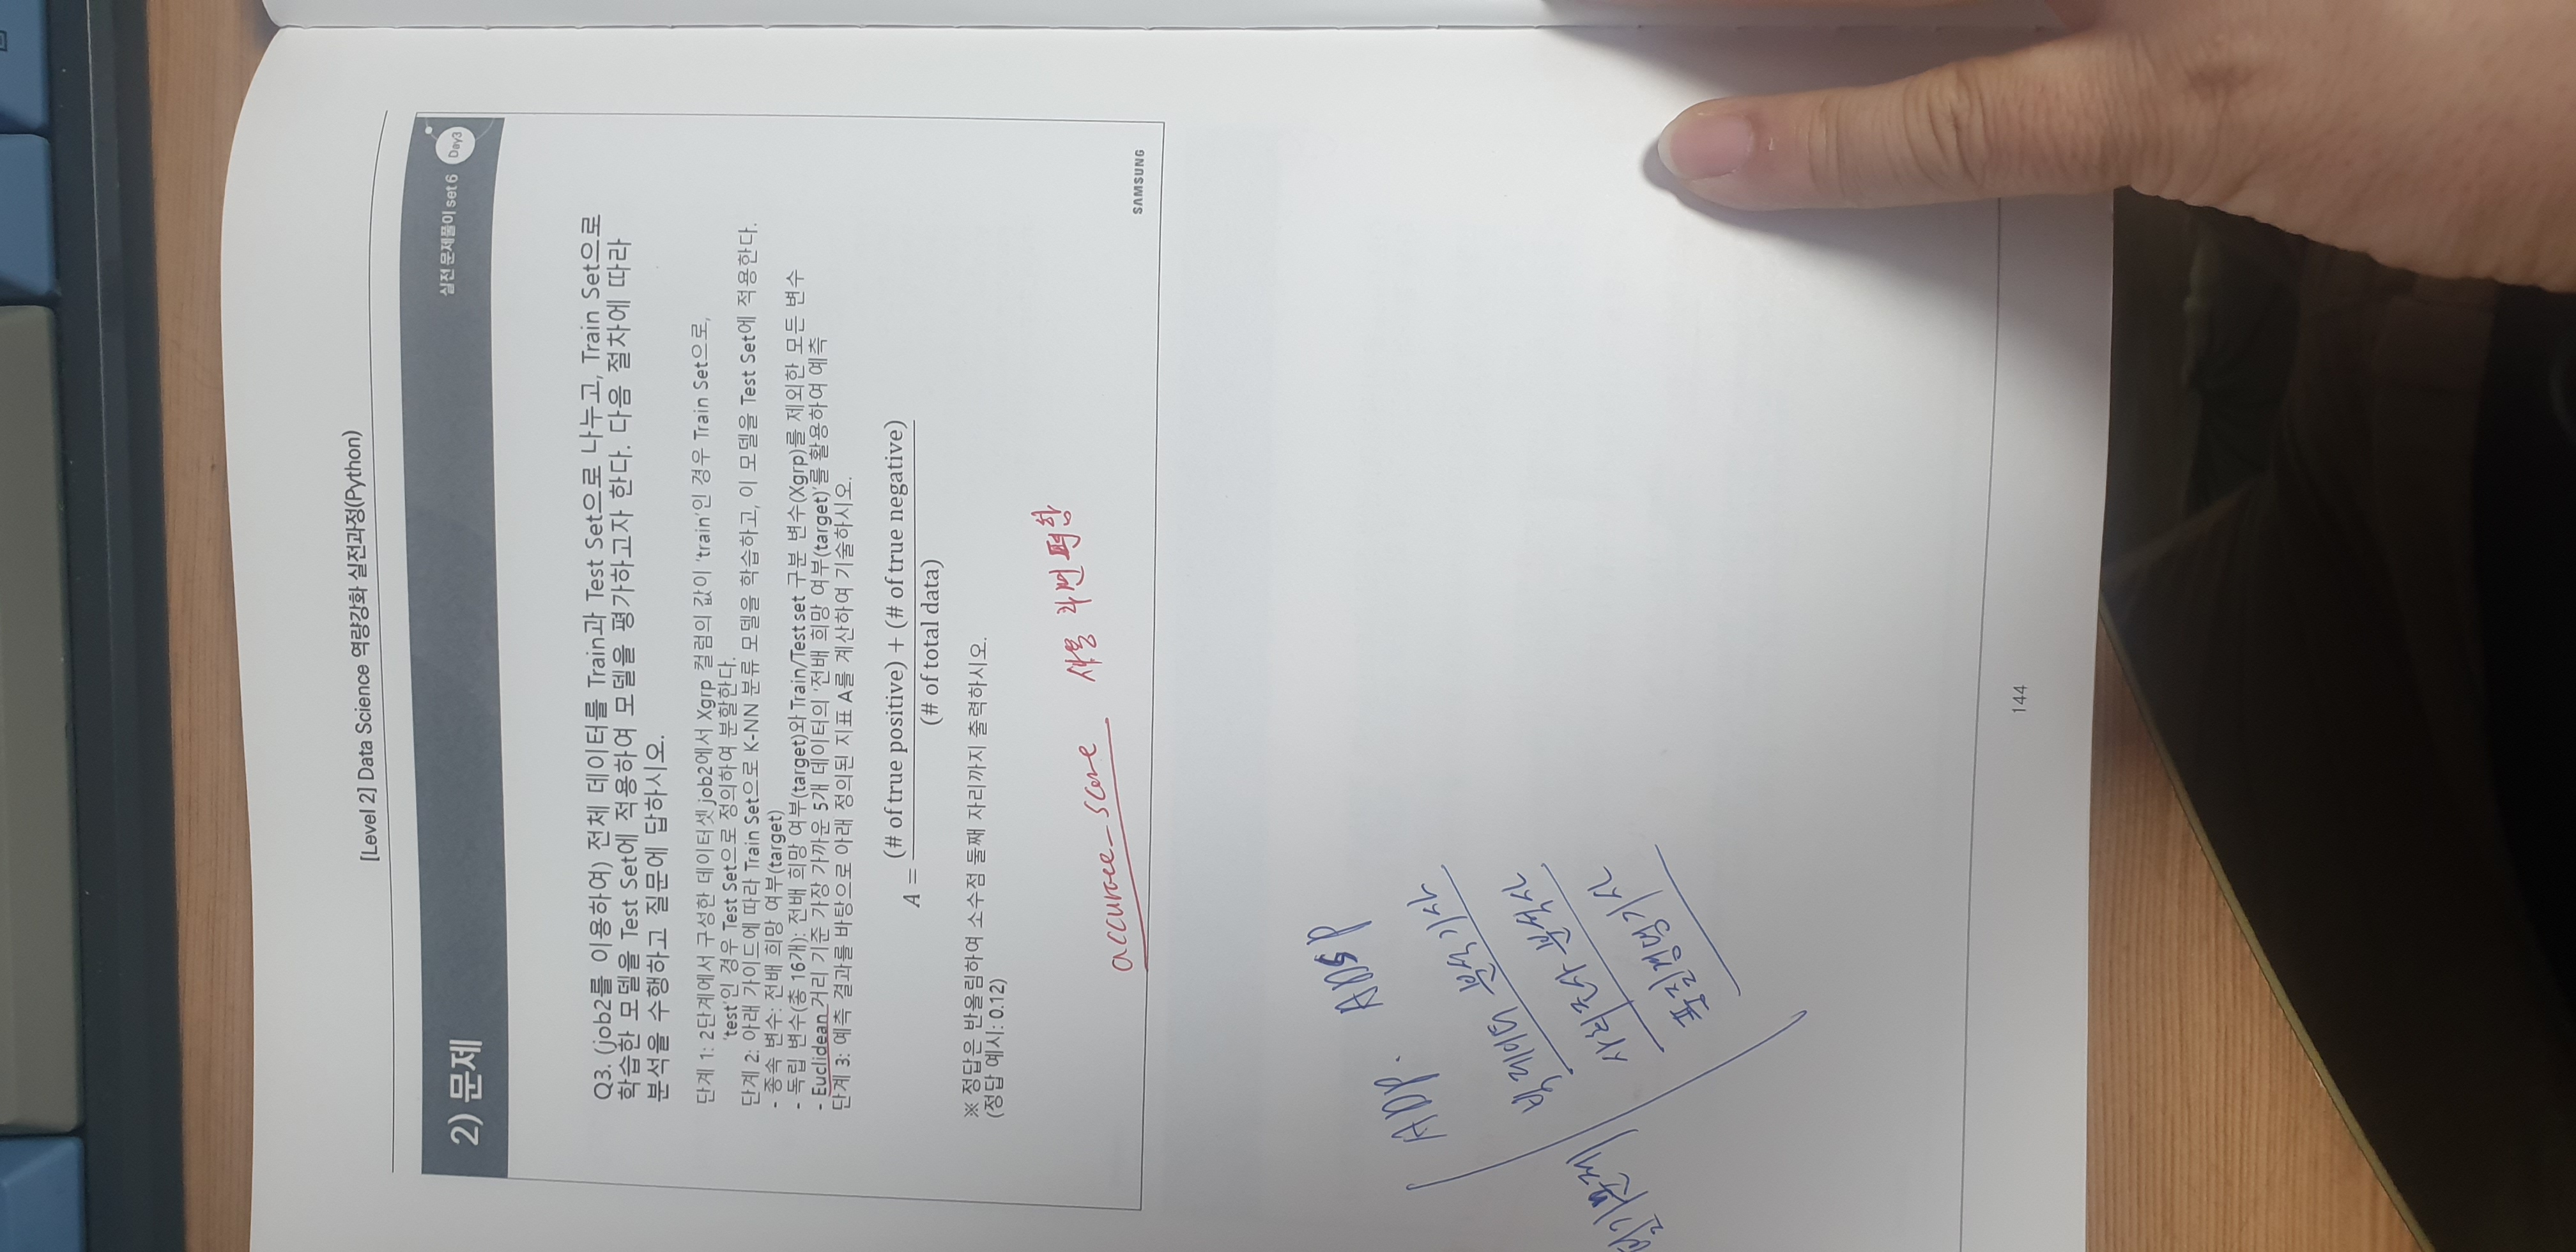 [Level 2] Data Science 역량강화 실전과정(Python)
2) 문제
실전 문제풀이 set 6
Day3
Q3. (job2를 이용하여) 전체 데이터를 Train과 Test Set으로 나누고, Train Set으로
학습한 모델을 Test Set에 적용하여 모델을 평가하고자 한다. 다음 절차에 따라
분석을 수행하고 질문에 답하시오.
단계 1: 2단계에서 구성한 데이터셋 job2에서 Xgrp 컬럼의 값이 ‘train’인 경우 Train Set으로,
‘test’인 경우 Test Set으로 정의하여 분할한다.
단계 2: 아래 가이드에 따라 Train Set으로 K-NN 분류 모델을 학습하고, 이 모델을 Test Set에 적용한다.
- 종속 변수: 전배 희망 여부(target)
- 독립 변수(총 16개): 전배 희망 여부(target)와 Train/Test set 구분 변수(Xgrp)를 제외한 모든 변수
- Euclidean 거리 기준 가장 가까운 5개 데이터의 ‘전배 희망 여부(target)’를 활용하여 예측
단계 3: 예측 결과를 바탕으로 아래 정의된 지표 A를 계산하여 기술하시오.
A = (# of true positive) + (# of true negative)
(# of total data)
※ 정답은 반올림하여 소수점 둘째 자리까지 출력하시오.
(정답 예시: 0.12)
사용 하면 편함
SAMSUNG
ADP. ADSP
빅데이터 분석기사
사회조사 분석사
필기문제
품질경영기사
144